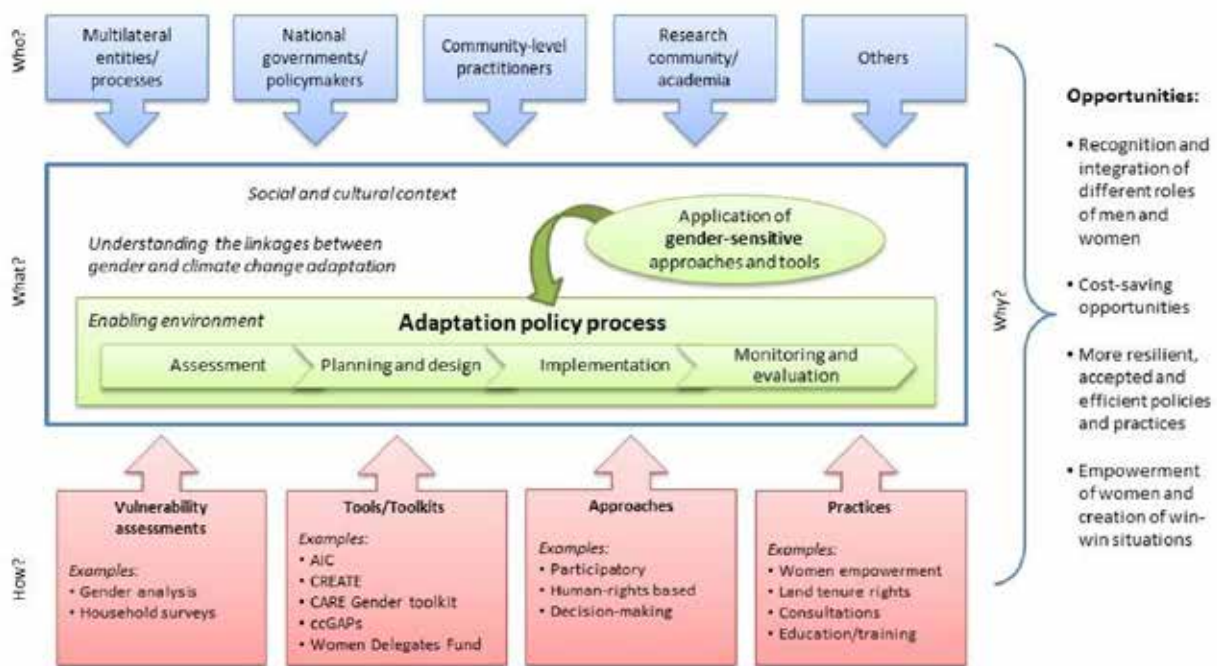 Who?
Multilateral
entities/
processes
National
governments/
policymakers
Community-level
practitioners
Research
community/
academia
Others
What?
Social and cultural context
Understanding the linkages between
gender and climate change adaptation
Application of
gender-sensitive
approaches and tools
Enabling environment
Adaptation policy process
Assessment
Planning and design
Implementation
Monitoring and
evaluation
How?
Vulnerability
assessments
Examples:
• Gender analysis
• Household surveys
Tools/Toolkits
Examples:
• AIC
• CREATE
• CARE Gender toolkit
• ccGAPs
• Women Delegates Fund
Approaches
Examples:
• Participatory
• Human-rights based
• Decision-making
Practices
Examples:
• Women empowerment
• Land tenure rights
• Consultations
• Education/training
Why?
Opportunities:
• Recognition and
integration of
different roles
of men and
women
• Cost-saving
opportunities
• More resilient,
accepted and
efficient policies
and practices
• Empowerment
of women and
creation of win-
win situations